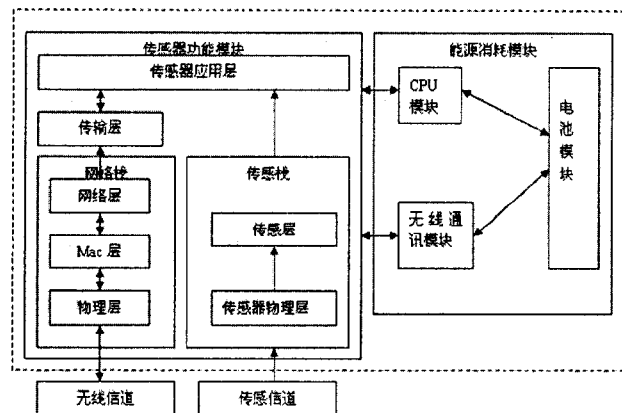 传感器功能模块
传感器应用层
传输层
网络栈
网络层
Mac 层
物理层
传感栈
传感层
传感器物理层
能源消耗模块
CPU
模块
无线通
讯模块
电
池
模
块
无线信道
传感信道